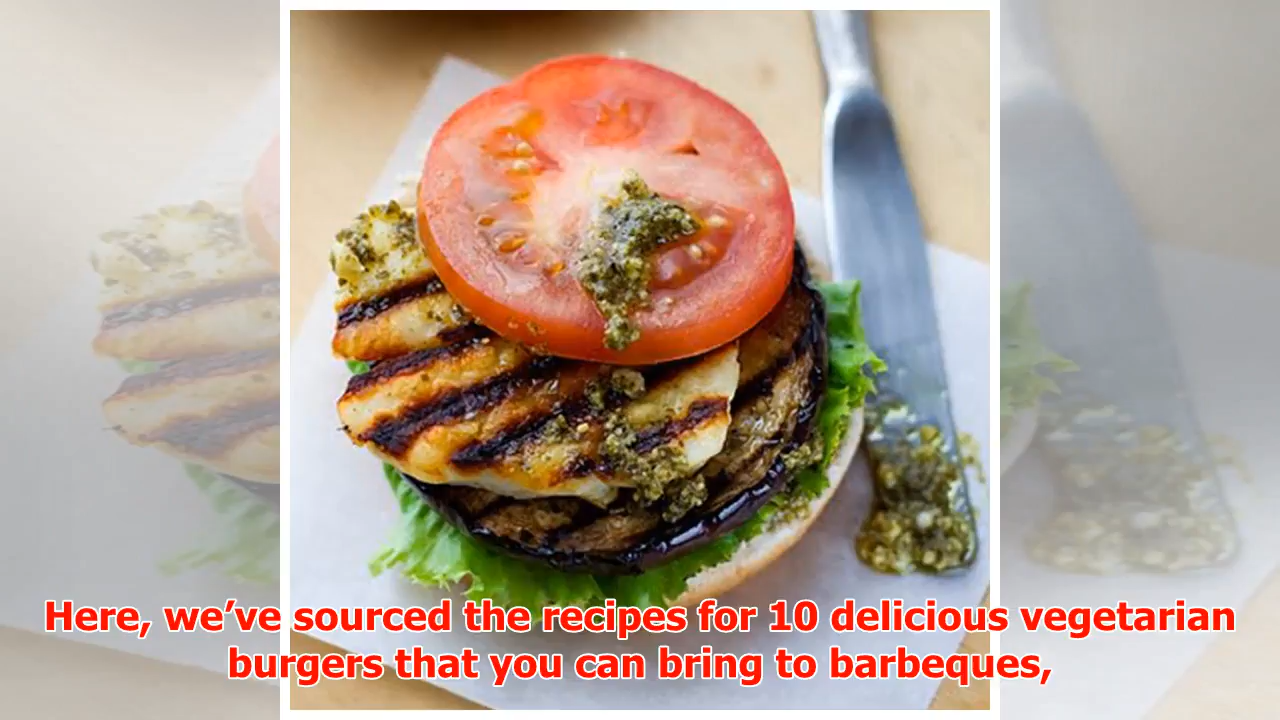 Here, we’ve sourced the recipes for 10 delicious vegetarian
burgers that you can bring to barbeques,